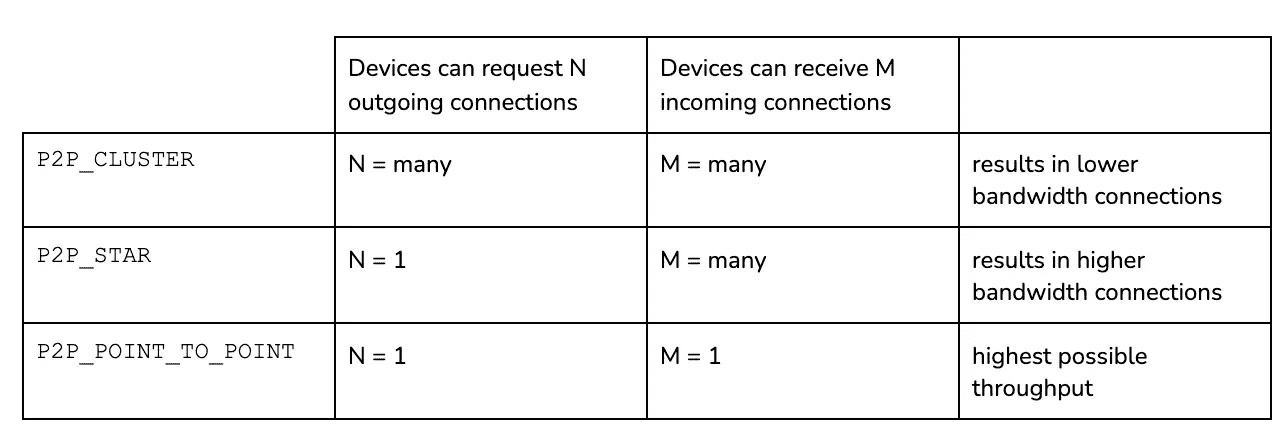 Devices can request N
outgoing connections
Devices can receive M
incoming connections
P2P_CLUSTER
N = many
M = many
results in lower
bandwidth connections
P2P_STAR
N = 1
M = many
results in higher
bandwidth connections
P2P_POINT_TO_POINT
N = 1
M = 1
highest possible
throughput